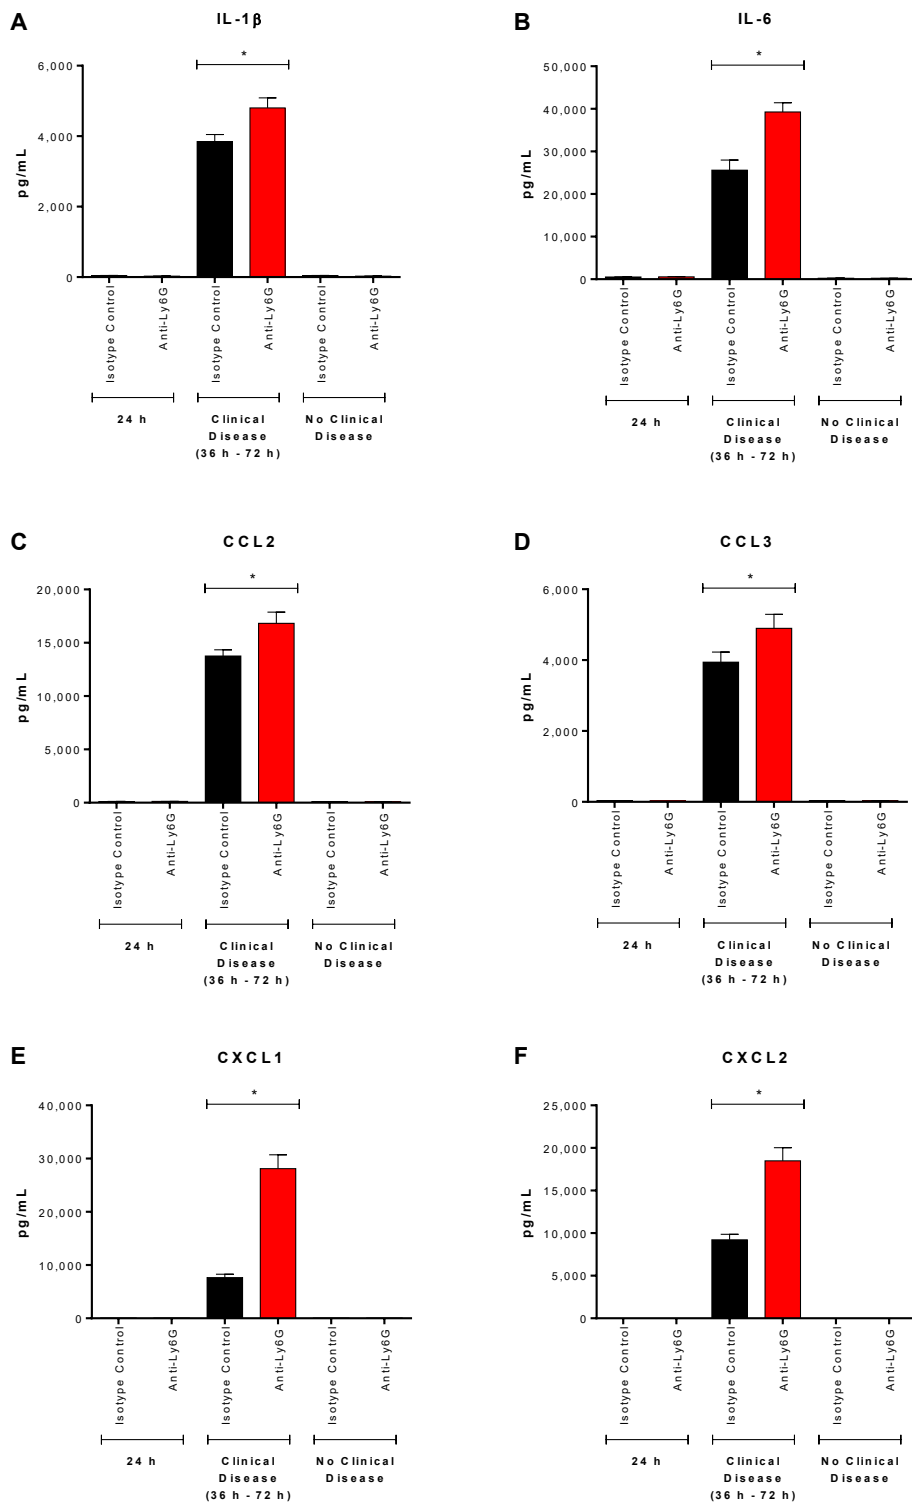 A
IL-1β
*
6,000
4,000
2,000
0
pg/mL
Isotype Control
Anti-Ly6G
Isotype Control
Anti-Ly6G
Isotype Control
Anti-Ly6G
24 h
Clinical
Disease
(36 h - 72 h)
No Clinical
Disease
B
IL-6
*
50,000
40,000
30,000
20,000
10,000
0
pg/mL
Isotype Control
Anti-Ly6G
Isotype Control
Anti-Ly6G
Isotype Control
Anti-Ly6G
24 h
Clinical
Disease
(36 h - 72 h)
No Clinical
Disease
C
CCL2
*
20,000
15,000
10,000
5,000
0
pg/mL
Isotype Control
Anti-Ly6G
Isotype Control
Anti-Ly6G
Isotype Control
Anti-Ly6G
24 h
Clinical
Disease
(36 h - 72 h)
No Clinical
Disease
D
CCL3
*
6,000
4,000
2,000
0
pg/mL
Isotype Control
Anti-Ly6G
Isotype Control
Anti-Ly6G
Isotype Control
Anti-Ly6G
24 h
Clinical
Disease
(36 h - 72 h)
No Clinical
Disease
E
CXCL1
*
40,000
30,000
20,000
10,000
0
pg/mL
Isotype Control
Anti-Ly6G
Isotype Control
Anti-Ly6G
Isotype Control
Anti-Ly6G
24 h
Clinical
Disease
(36 h - 72 h)
No Clinical
Disease
F
CXCL2
*
25,000
20,000
15,000
10,000
5,000
0
pg/mL
Isotype Control
Anti-Ly6G
Isotype Control
Anti-Ly6G
Isotype Control
Anti-Ly6G
24 h
Clinical
Disease
(36 h - 72 h)
No Clinical
Disease